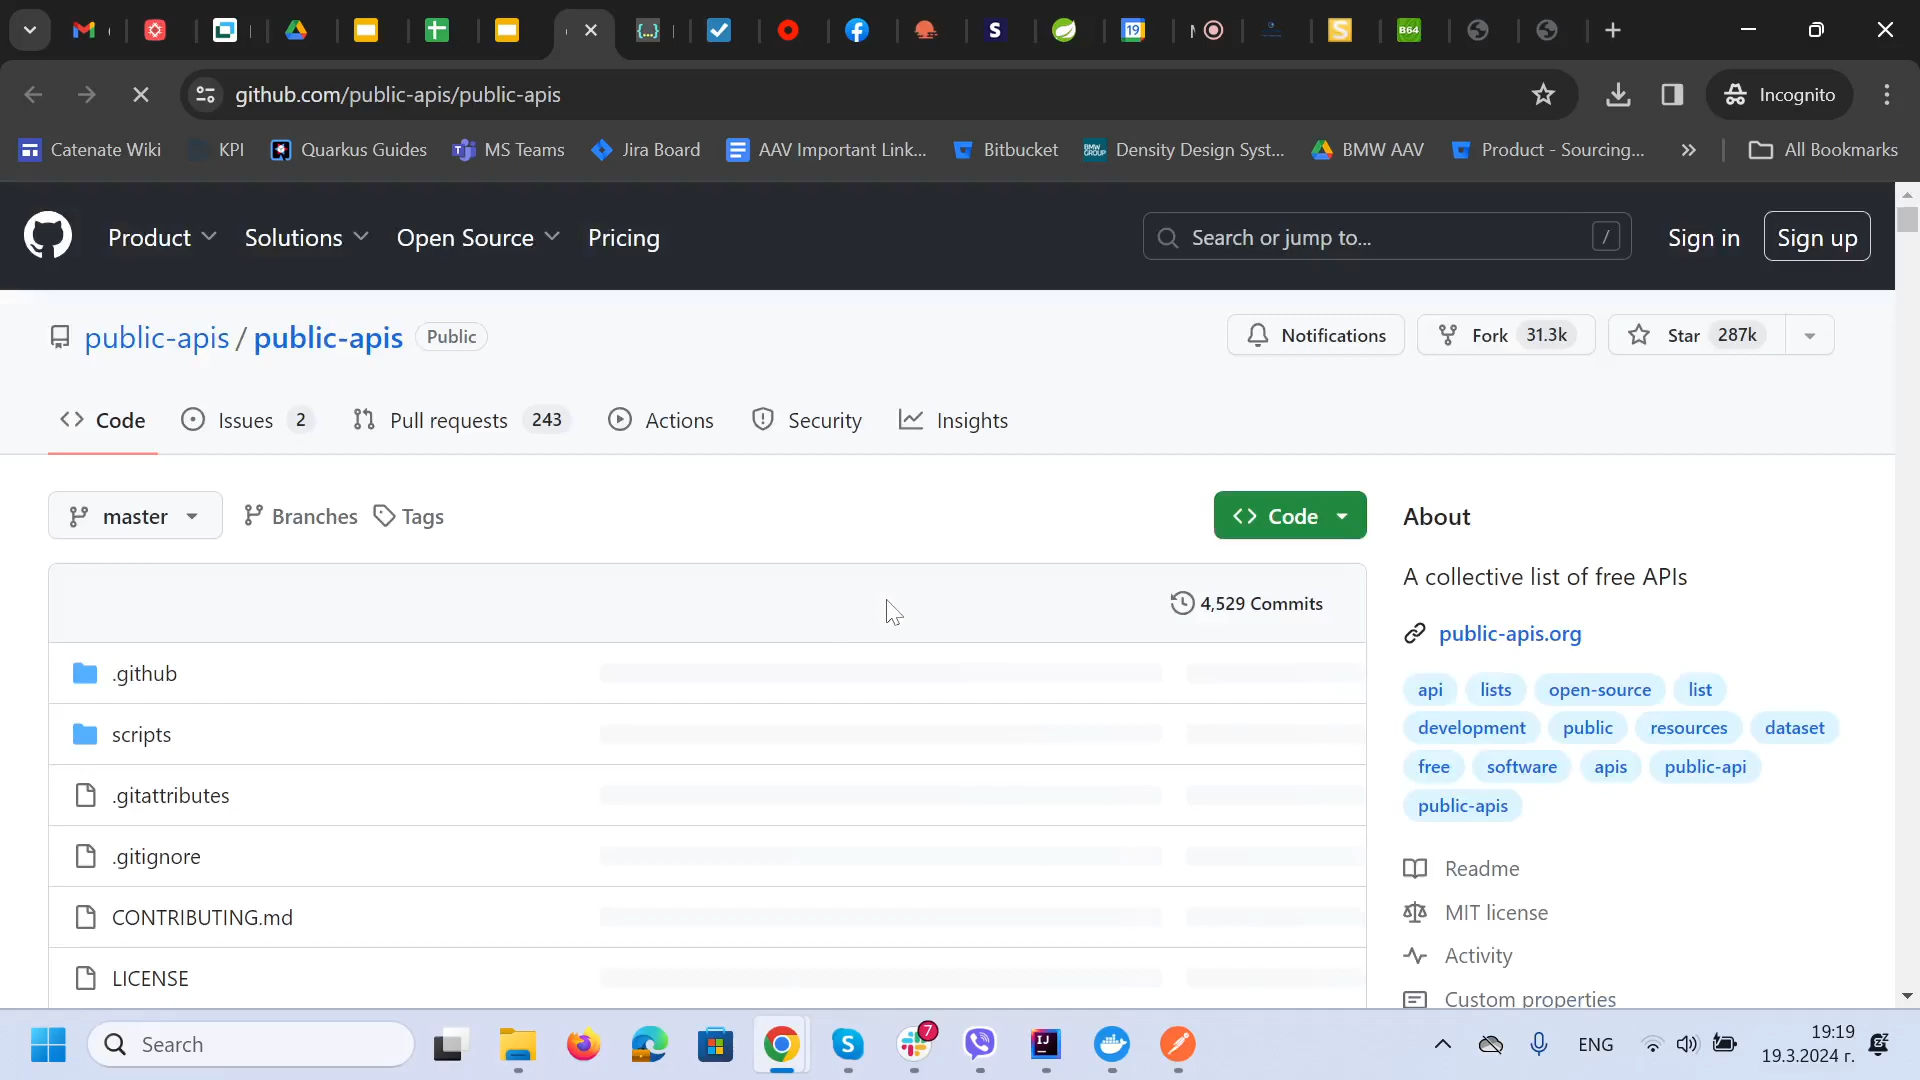 19
S
S
B64
github.com/public-apis/public-apis
Incognito
Catenate Wiki
KPI
Quarkus Guides
MS Teams
Jira Board
AAV Important Link...
Bitbucket
BMW GROUP
Density Design Syst...
BMW AAV
Product - Sourcing...
All Bookmarks
Product
Solutions
Open Source
Pricing
Search or jump to...
/
Sign in
Sign up
public-apis / public-apis
Public
Notifications
Fork 31.3k
Star 287k
Code
Issues 2
Pull requests 243
Actions
Security
Insights
master
Branches
Tags
Code
About
A collective list of free APIs
4,529 Commits
public-apis.org
.github
api
lists
open-source
list
scripts
development
public
resources
dataset
free
software
apis
public-api
.gitattributes
public-apis
.gitignore
Readme
CONTRIBUTING.md
MIT license
Activity
LICENSE
Custom properties
Search
S
7
IJ
ENG
19:19
19.3.2024 г.